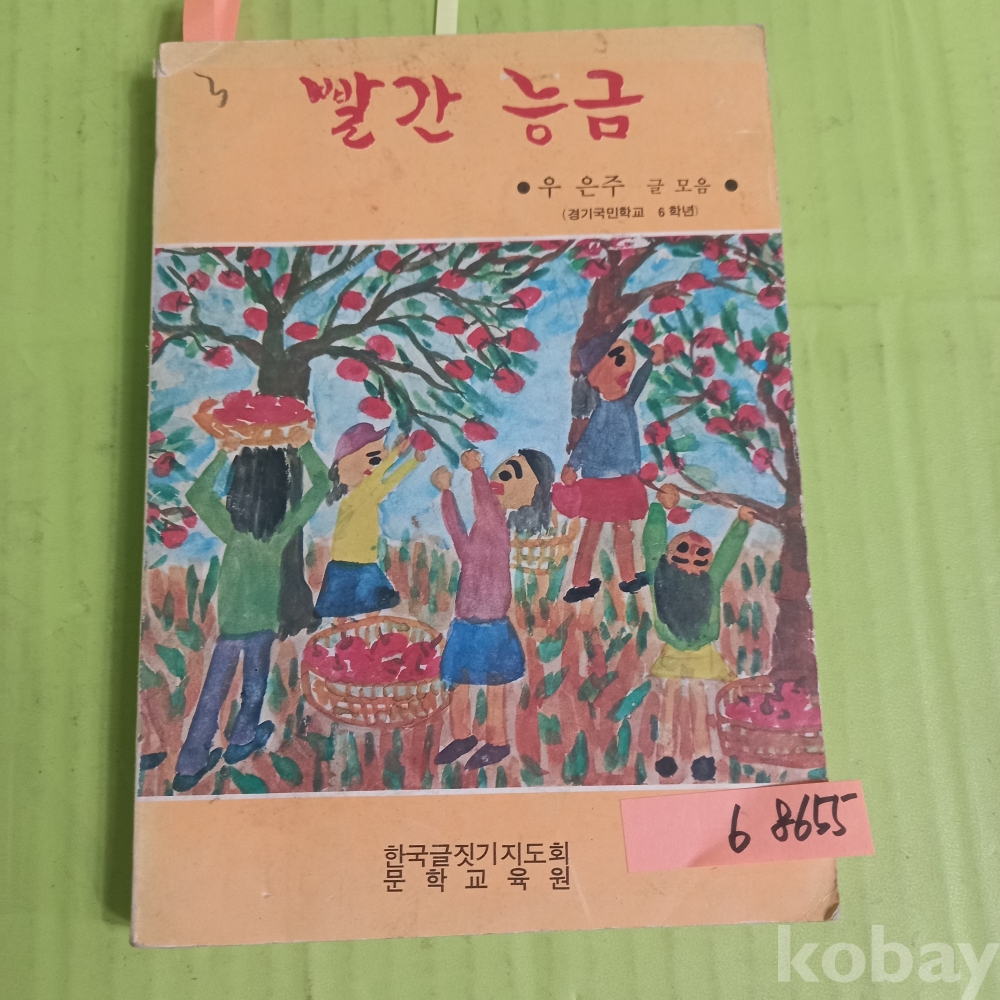 빨간 능금
● 우 은주 글 모음 ●
(경기국민학교 6학년)
6 8655
한국글짓기지도회
문학교육원
kobay